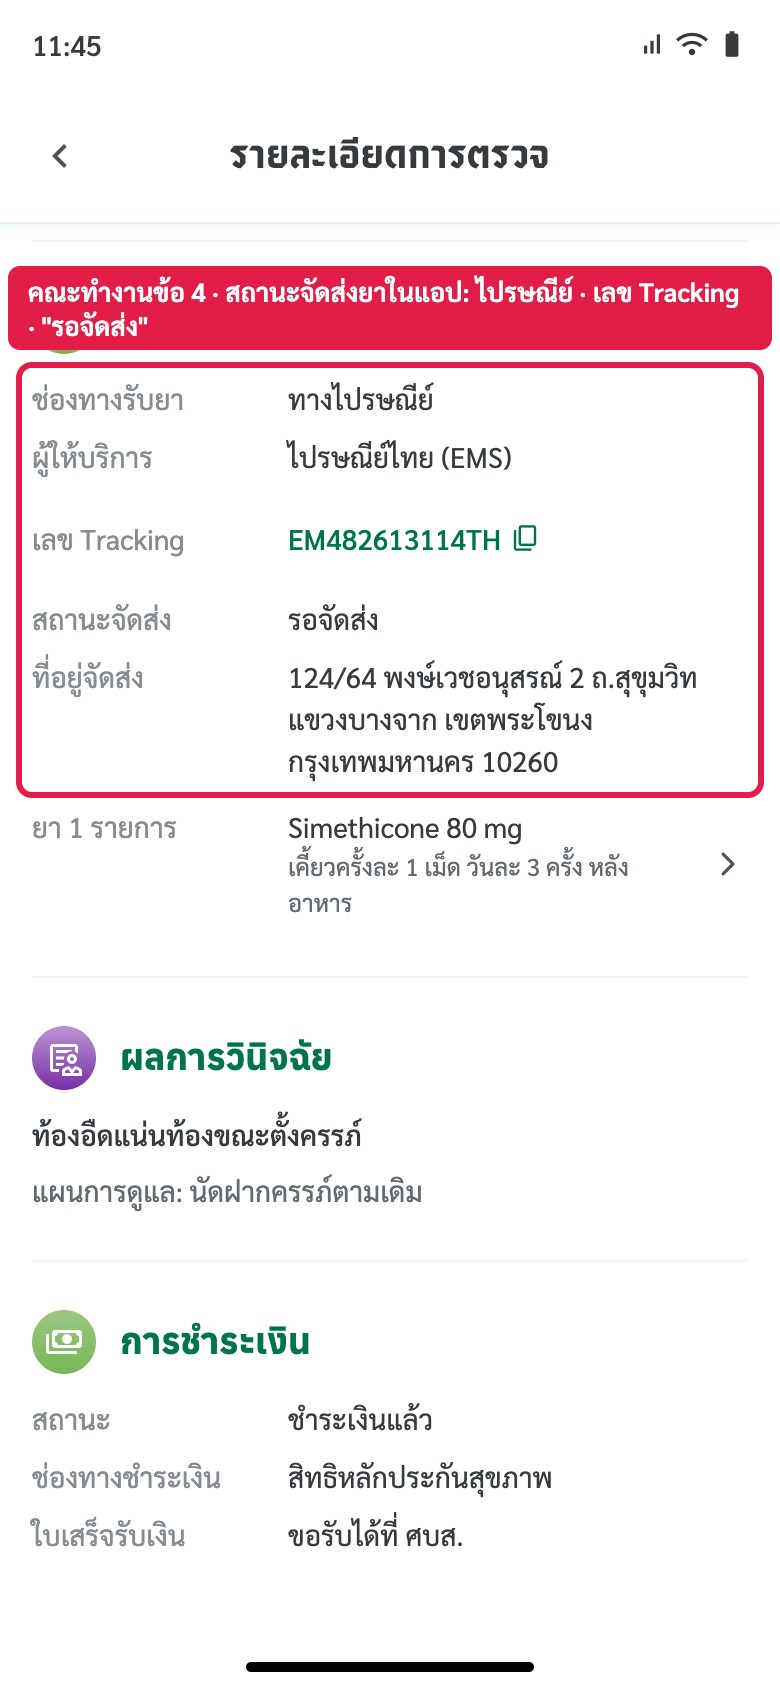 11:45
รายละเอียดการตรวจ
คณะทำงานข้อ 4 · สถานะจัดส่งยาในแอป: ไปรษณีย์ · เลข Tracking
· "รอจัดส่ง"
ช่องทางรับยา ทางไปรษณีย์
ผู้ให้บริการ ไปรษณีย์ไทย (EMS)
เลข Tracking EM482613114TH
สถานะจัดส่ง รอจัดส่ง
ที่อยู่จัดส่ง 124/64 พงษ์เวชอนุสรณ์ 2 ถ.สุขุมวิท
แขวงบางจาก เขตพระโขนง
กรุงเทพมหานคร 10260
ยา 1 รายการ Simethicone 80 mg
เคี้ยวครั้งละ 1 เม็ด วันละ 3 ครั้ง หลัง
อาหาร
ผลการวินิจฉัย
ท้องอืดแน่นท้องขณะตั้งครรภ์
แผนการดูแล: นัดฝากครรภ์ตามเดิม
การชำระเงิน
สถานะ ชำระเงินแล้ว
ช่องทางชำระเงิน สิทธิหลักประกันสุขภาพ
ใบเสร็จรับเงิน ขอรับได้ที่ ศบส.